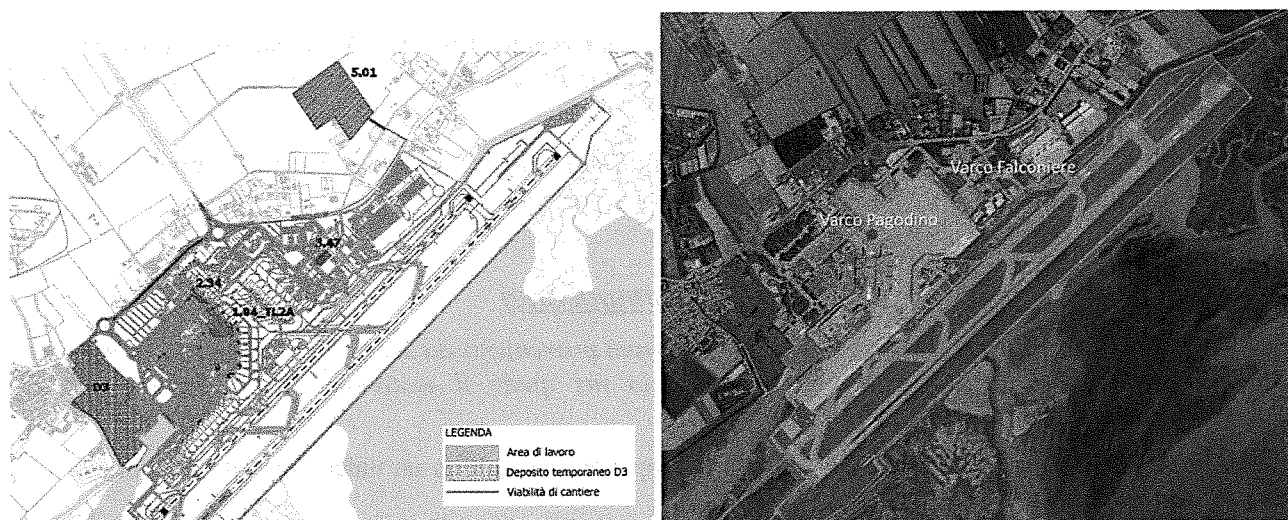 5.01
3.47
2.34
1.04_TL2A
D3
LEGENDA
Area di lavoro
Deposito temporaneo D3
Viabilità di cantiere
Varco Falconiere
Varco Pagodino